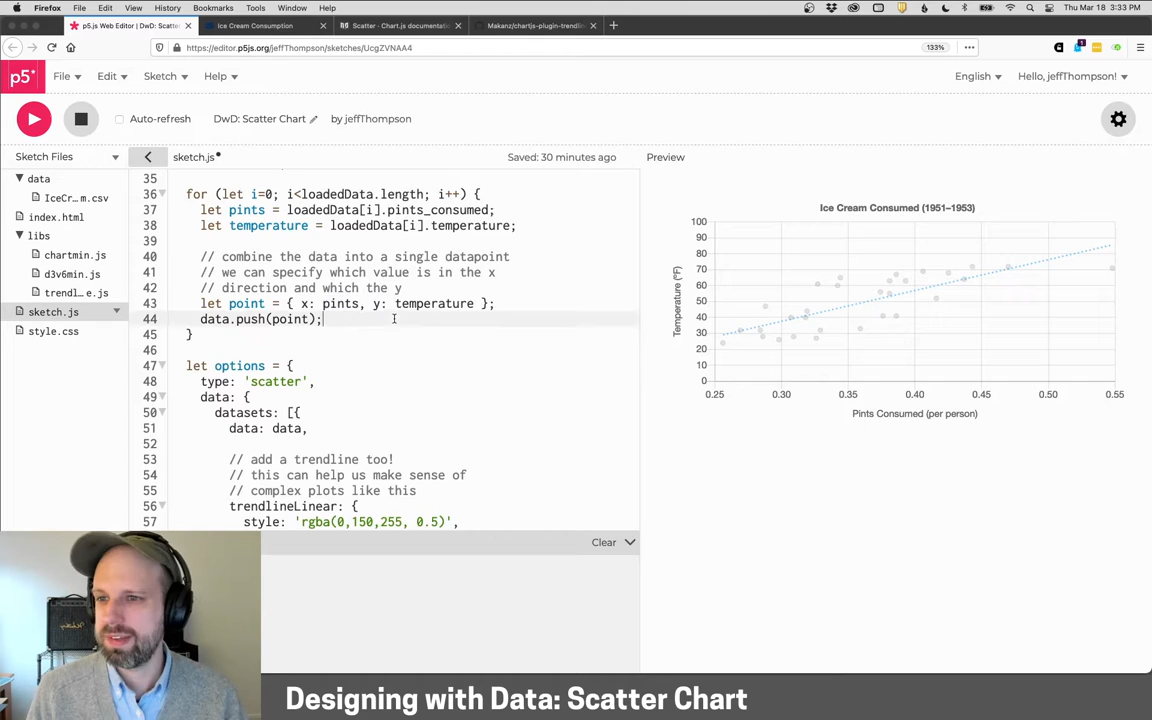 Firefox File Edit View History Bookmarks Tools Window Help Thu Mar 18 3:33 PM
p5.js Web Editor | DwD: Scatter Ice Cream Consumption Scatter - Chart.js documentation Makanz/chartjs-plugin-trendlin
https://editor.p5js.org/jeffThompson/sketches/UcgZVNAA4 133%
p5* File Edit Sketch Help English Hello, jeffThompson!
Auto-refresh DwD: Scatter Chart by jeffThompson
Sketch Files sketch.js Saved: 30 minutes ago Preview
data
IceCr...m.csv
index.html
libs
chartmin.js
d3v6min.js
trendl...e.js
sketch.js
style.css
35
36 for (let i=0; i<loadedData.length; i++) {
37 let pints = loadedData[i].pints_consumed;
38 let temperature = loadedData[i].temperature;
39
40 // combine the data into a single datapoint
41 // we can specify which value is in the x
42 // direction and which the y
43 let point = { x: pints, y: temperature };
44 data.push(point);
45 }
46
47 let options = {
48 type: 'scatter',
49 data: {
50 datasets: [{
51 data: data,
52
53 // add a trendline too!
54 // this can help us make sense of
55 // complex plots like this
56 trendlineLinear: {
57 style: 'rgba(0,150,255, 0.5)',
Clear
Ice Cream Consumed (1951–1953)
100
90
80
70
60
50
40
30
20
10
0
Temperature (°F)
0.25 0.30 0.35 0.40 0.45 0.50 0.55
Pints Consumed (per person)
Designing with Data: Scatter Chart